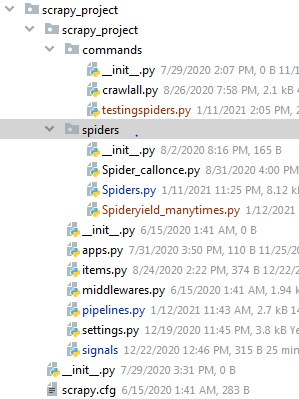 scrapy_project
scrapy_project
commands
__init__.py 7/29/2020 2:07 PM, 0 B 11/1
crawlall.py 8/26/2020 7:58 PM, 2.1 kB 4
testingspiders.py 1/11/2021 2:05 PM, 2
spiders
__init__.py 8/2/2020 8:16 PM, 165 B
Spider_callonce.py 8/31/2020 4:00 PM
Spiders.py 1/11/2021 11:25 PM, 8.12 k
Spideryield_manytimes.py 1/12/2021
__init__.py 6/15/2020 1:41 AM, 0 B
apps.py 7/31/2020 3:50 PM, 110 B 11/25/20
items.py 8/24/2020 2:22 PM, 374 B 12/22/2
middlewares.py 6/15/2020 1:41 AM, 1.94 k
pipelines.py 1/12/2021 11:43 AM, 2.7 kB 14
settings.py 12/19/2020 11:45 PM, 3.8 kB Ye
signals 12/22/2020 12:46 PM, 315 B 25 min
__init__.py 7/29/2020 3:31 PM, 0 B
scrapy.cfg 6/15/2020 1:41 AM, 283 B